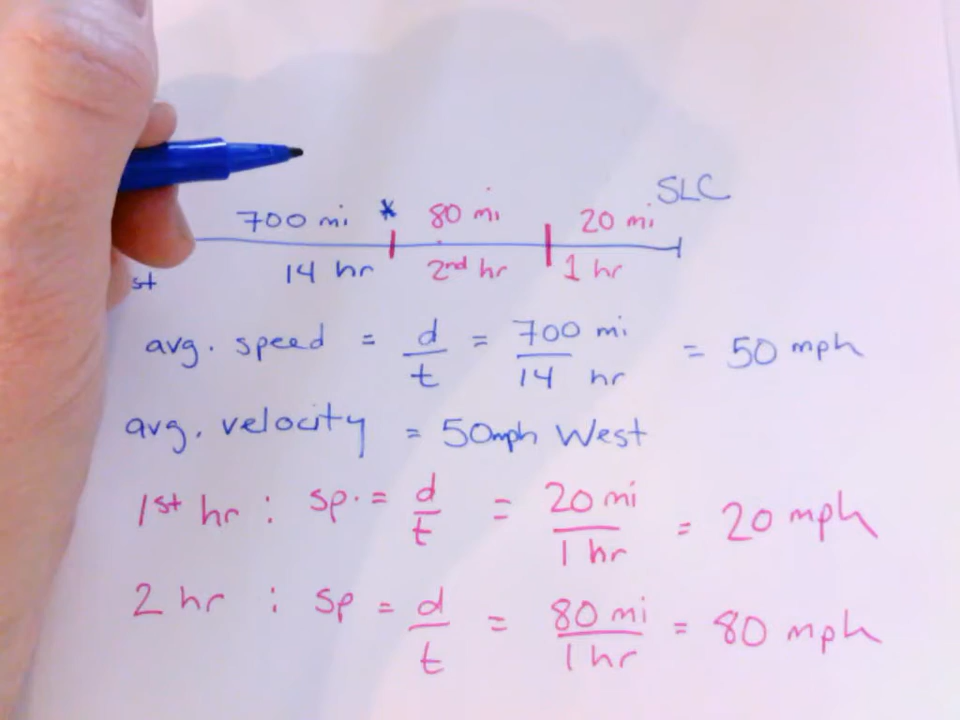 SLC
700 mi * 80 mi 20 mi
st 14 hr 2nd hr 1 hr
avg. speed = d/t = 700 mi/14 hr = 50 mph
avg. velocity = 50mph West
1st hr : sp. = d/t = 20 mi/1 hr = 20 mph
2 hr : sp = d/t = 80 mi/1 hr = 80 mph